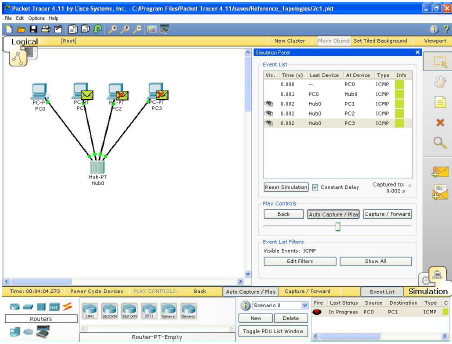 Packet Tracer 4.11 by Cisco Systems, Inc. - C:/Program Files/Packet Tracer 4.11/saves/Reference_Topologies/2c1.pkt
File Edit Options Help
Logical [Root] New Cluster Move Object Set Tiled Background Viewport
Simulation Panel
Event List
Vis. Time (s) Last Device At Device Type Info
0.000 -- PC0 ICMP
0.001 PC0 Hub0 ICMP
0.002 Hub0 PC1 ICMP
0.002 Hub0 PC2 ICMP
0.002 Hub0 PC3 ICMP
PC-PT
PC0
PC-PT
PC1
PC-PT
PC2
PC-PT
PC3
Hub-PT
Hub0
Reset Simulation Constant Delay Captured to:
0.002 s
Play Controls
Back Auto Capture / Play Capture / Forward
Event List Filters
Visible Events: ICMP
Edit Filters Show All
Time: 00:04:04.273 Power Cycle Devices PLAY CONTROLS: Back Auto Capture / Play Capture / Forward Event List Simulation
Routers
1841 2620XM 2621XM 2811 Generic Generic
Router-PT-Empty
Scenario 0
New Delete
Toggle PDU List Window
Fire Last Status Source Destination Type C
In Progress PC0 PC1 ICMP